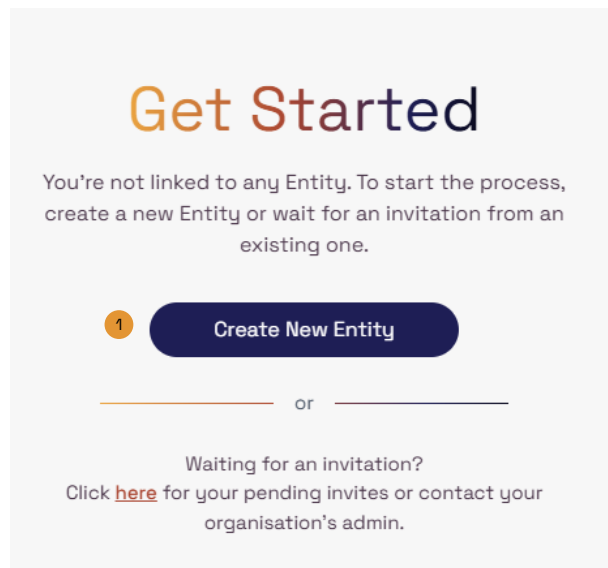 Get Started
You're not linked to any Entity. To start the process,
create a new Entity or wait for an invitation from an
existing one.
1
Create New Entity
or
Waiting for an invitation?
Click here for your pending invites or contact your
organisation's admin.